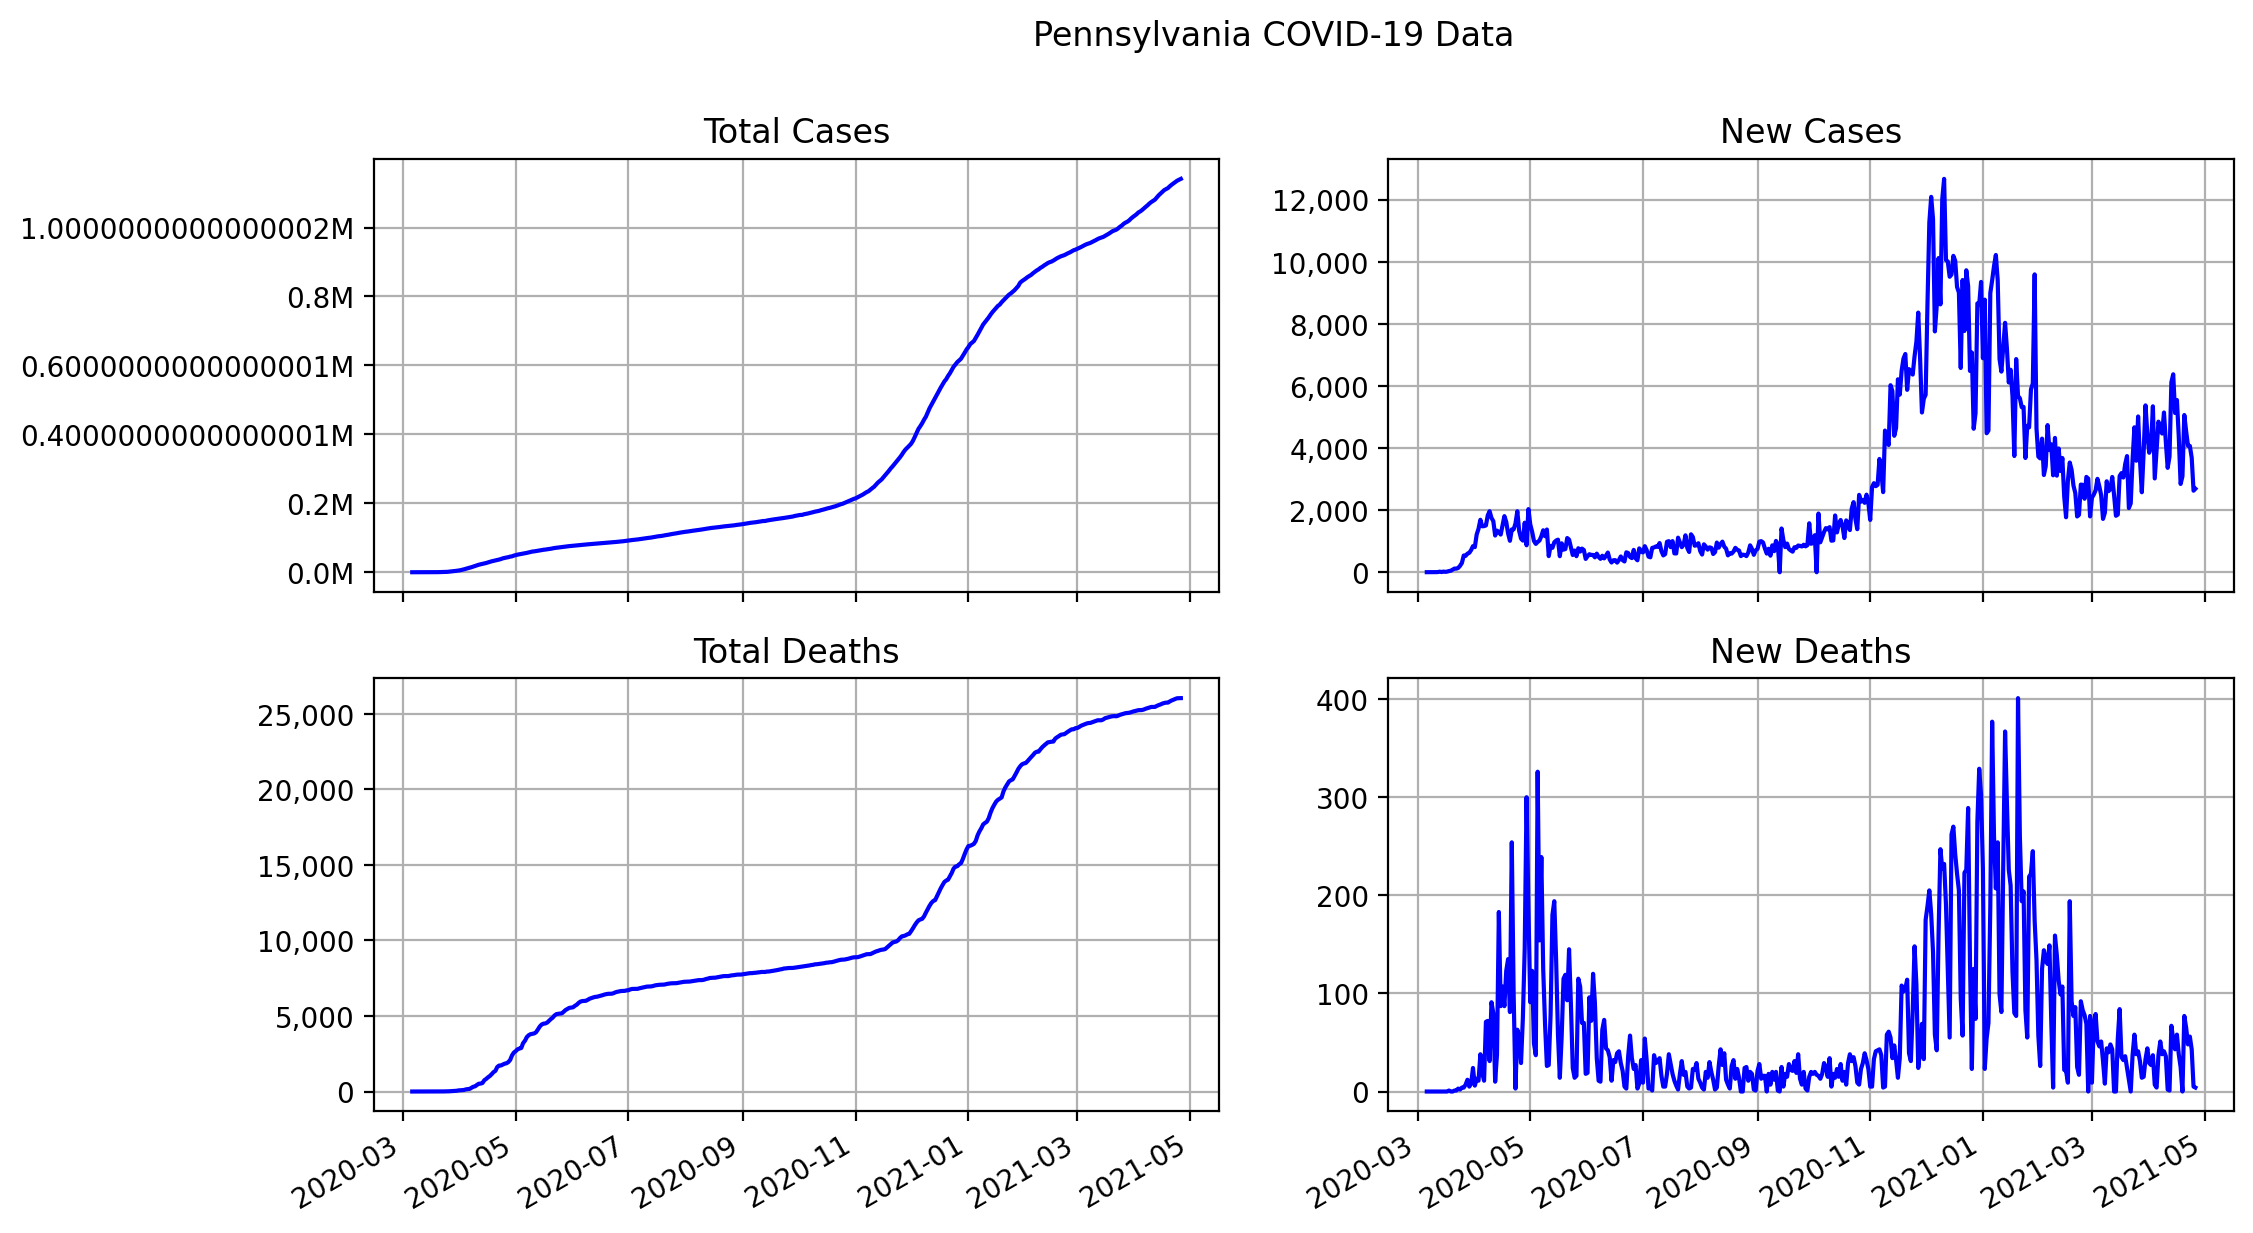 Pennsylvania COVID-19 Data
Total Cases
1.0000000000000002M
0.8M
0.6000000000000001M
0.4000000000000001M
0.2M
0.0M
New Cases
12,000
10,000
8,000
6,000
4,000
2,000
0
Total Deaths
25,000
20,000
15,000
10,000
5,000
0
2020-03 2020-05 2020-07 2020-09 2020-11 2021-01 2021-03 2021-05
New Deaths
400
300
200
100
0
2020-03 2020-05 2020-07 2020-09 2020-11 2021-01 2021-03 2021-05